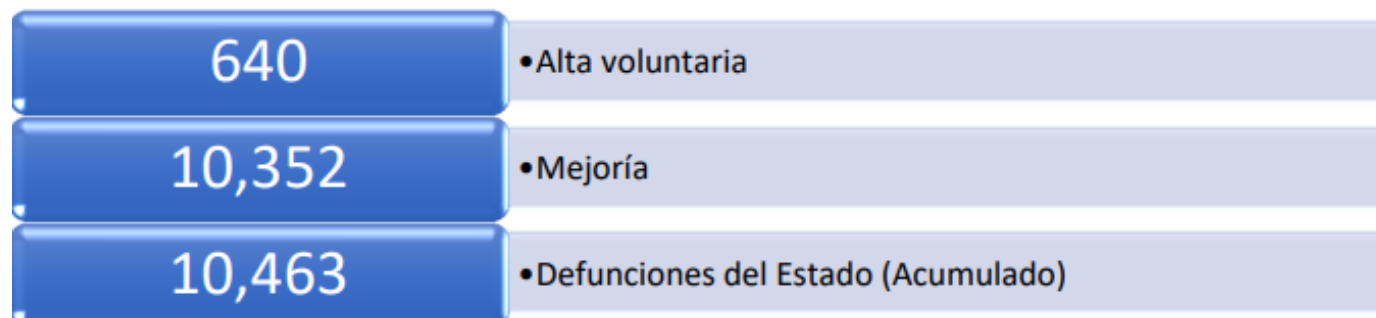 640
•Alta voluntaria
10,352
•Mejoría
10,463
•Defunciones del Estado (Acumulado)